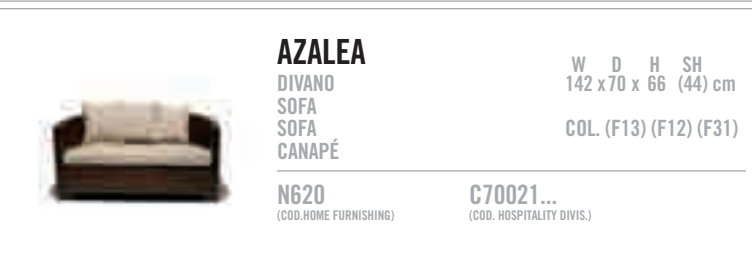 AZALEA
DIVANO
SOFA
SOFA
CANAPÉ
W D H SH
142 x 70 x 66 (44) cm
COL. (F13) (F12) (F31)
N620
(COD.HOME FURNISHING)
C70021...
(COD. HOSPITALITY DIVIS.)